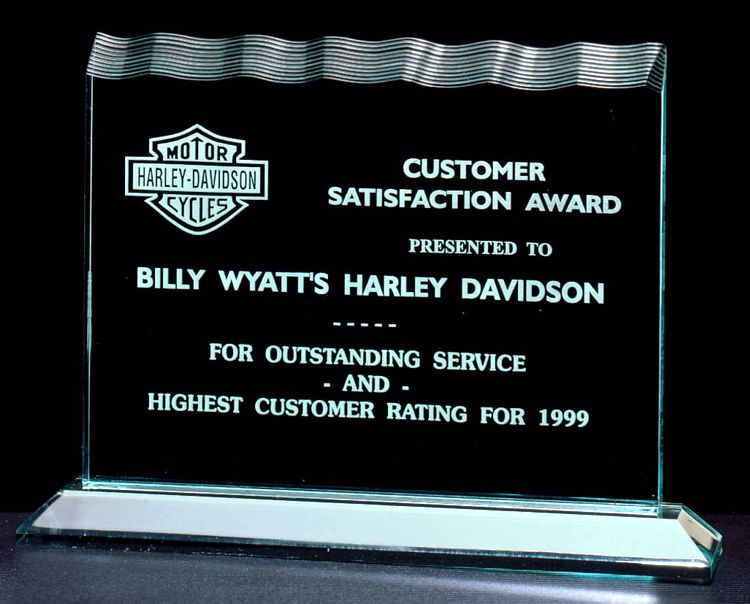 MOTOR
HARLEY-DAVIDSON
CYCLES
CUSTOMER
SATISFACTION AWARD
PRESENTED TO
BILLY WYATT'S HARLEY DAVIDSON
- - - - -
FOR OUTSTANDING SERVICE
- AND -
HIGHEST CUSTOMER RATING FOR 1999